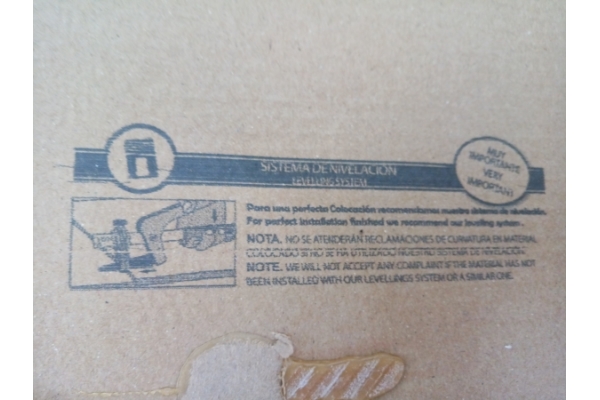 SISTEMA DE NIVELACIÓN
LEVELLING SYSTEM
MUY
IMPORTANTE
VERY
IMPORTANT
Para una perfecta Colocación recomendamos nuestro sistema de nivelación.
For perfect installation finished we recommend our leveling system.
NOTA. NO SE ATENDERÁN RECLAMACIONES DE CURVATURA EN MATERIAL
COLOCADO SI NO SE HA UTILIZADO NUESTRO SISTEMA DE NIVELACIÓN.
NOTE. WE WILL NOT ACCEPT ANY COMPLAINT IF THE MATERIAL HAS NOT
BEEN INSTALLED WITH OUR LEVELLINGS SYSTEM OR A SIMILAR ONE.